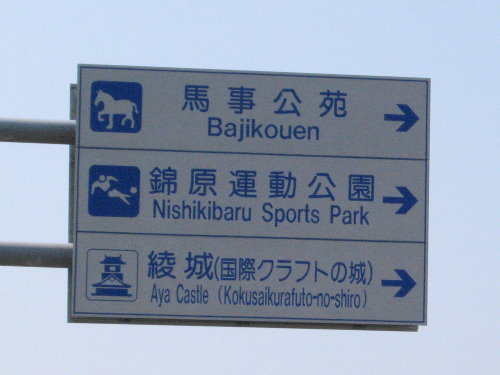 馬事公苑
Bajikouen
錦原運動公園
Nishikibaru Sports Park
綾城(国際クラフトの城)
Aya Castle (Kokusaikurafuto-no-shiro)